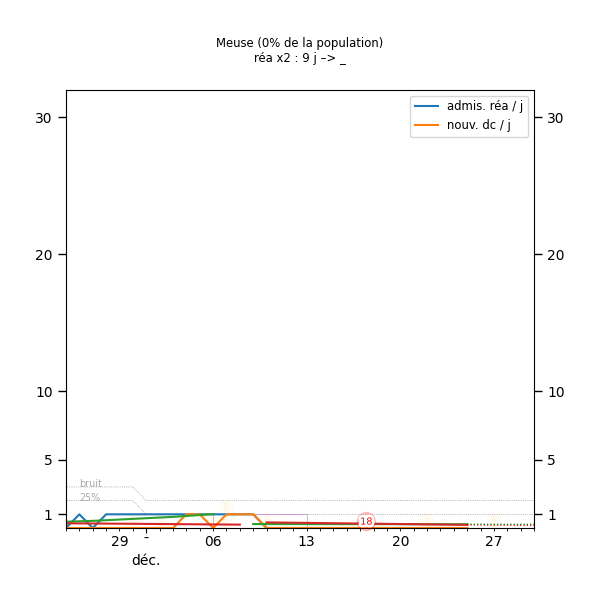 Meuse (0% de la population)
réa x2 : 9 j –> _
admis. réa / j
nouv. dc / j
30 30
20 20
10 10
5 5
bruit
25%
1 18 1
29 - 06 13 20 27
déc.